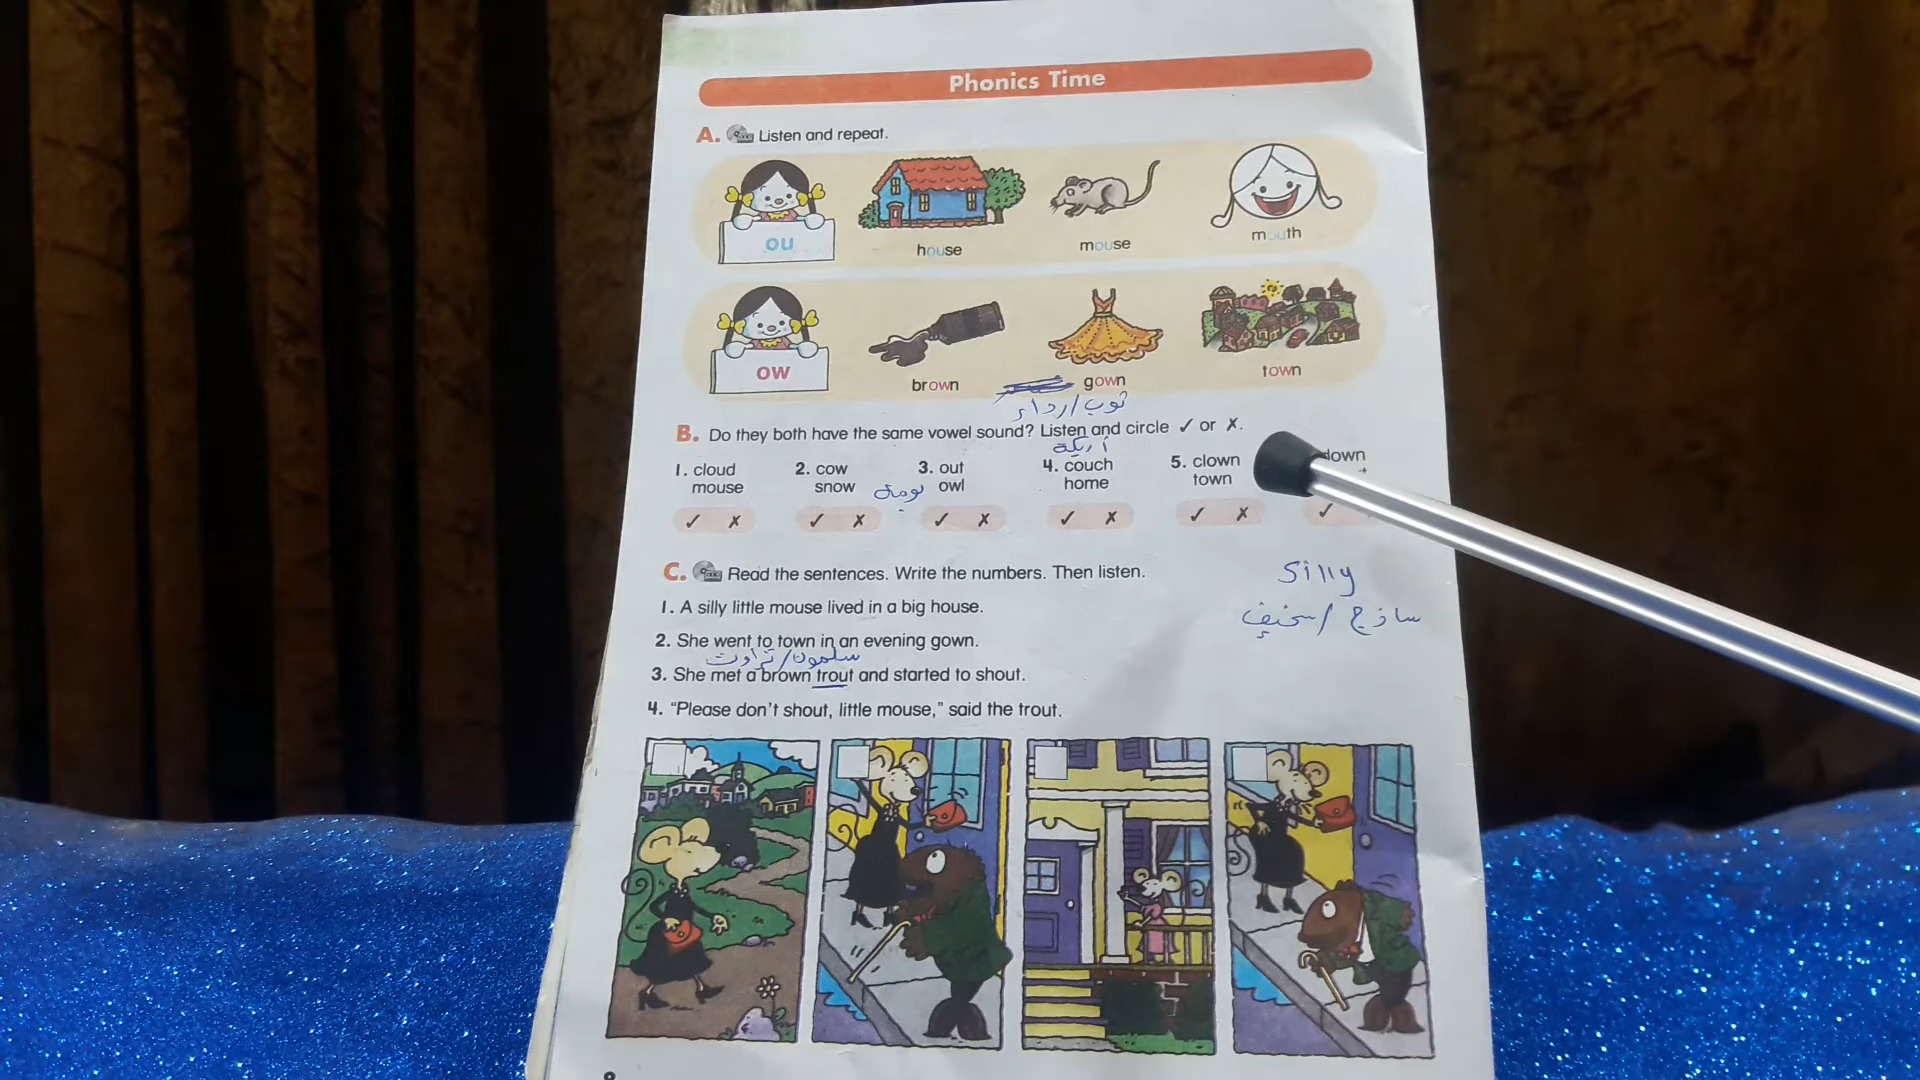 Phonics Time
A. Listen and repeat.
ou
house
mouse
mouth
ow
brown
gown
town
ثوب/رداء
B. Do they both have the same vowel sound? Listen and circle ✓ or ✗.
أريكة
1. cloud
mouse
2. cow
snow
3. out
owl
بومة
4. couch
home
5. clown
town
✓ ✗
✓ ✗
✓ ✗
✓ ✗
✓ ✗
✓
C. Read the sentences. Write the numbers. Then listen.
Silly
ساذج/سخيف
1. A silly little mouse lived in a big house.
2. She went to town in an evening gown.
سلمون/تراوت
3. She met a brown trout and started to shout.
4. “Please don’t shout, little mouse,” said the trout.